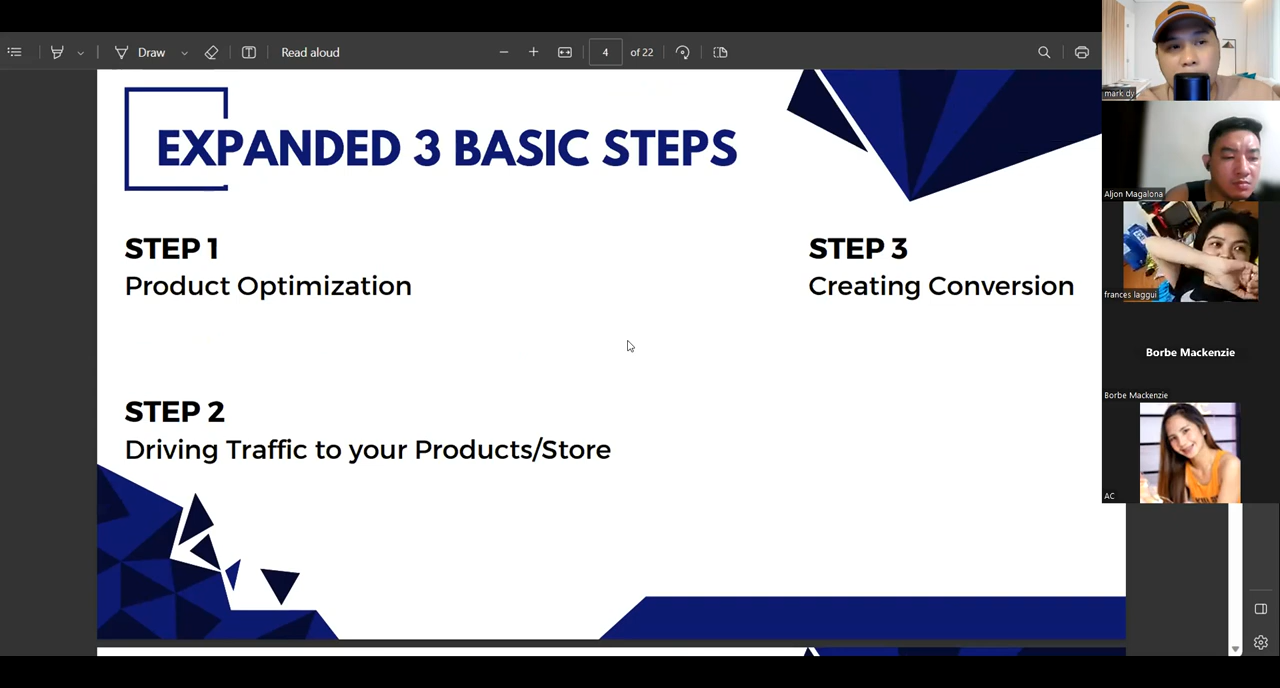 Draw
Read aloud
4
of 22
EXPANDED 3 BASIC STEPS
STEP 1
Product Optimization
STEP 2
Driving Traffic to your Products/Store
STEP 3
Creating Conversion
mark dy
Aljon Magalona
frances laggui
Borbe Mackenzie
Borbe Mackenzie
AC